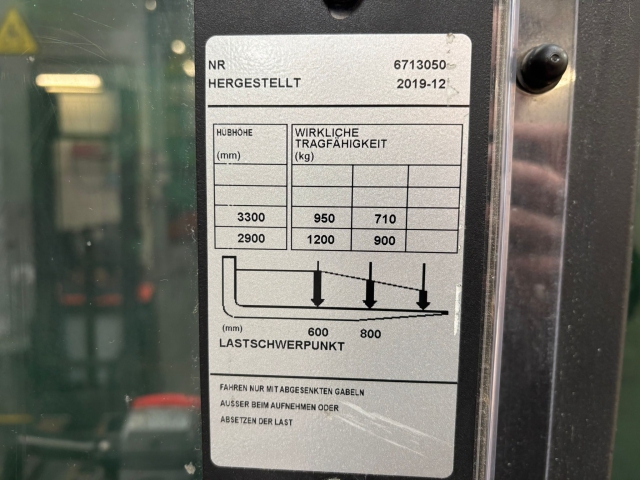 NR 6713050
HERGESTELLT 2019-12
HUBHÖHE WIRKLICHE
TRAGFÄHIGKEIT
(mm) (kg)
3300 950 710
2900 1200 900
(mm) 600 800
LASTSCHWERPUNKT
FAHREN NUR MIT ABGESENKTEN GABELN
AUSSER BEIM AUFNEHMEN ODER
ABSETZEN DER LAST